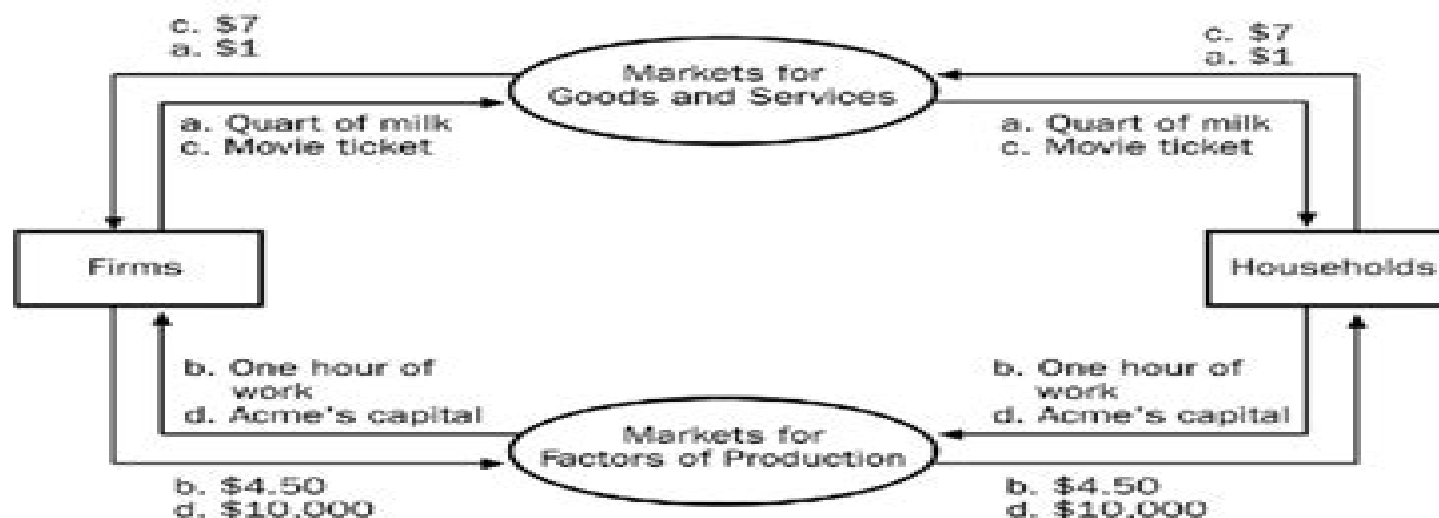 c. $7
a. $1
c. $7
a. $1
Markets for
Goods and Services
a. Quart of milk
c. Movie ticket
a. Quart of milk
c. Movie ticket
Firms
Households
b. One hour of
work
d. Acme's capital
b. One hour of
work
d. Acme's capital
Markets for
Factors of Production
b. $4.50
d. $10,000
b. $4.50
d. $10,000